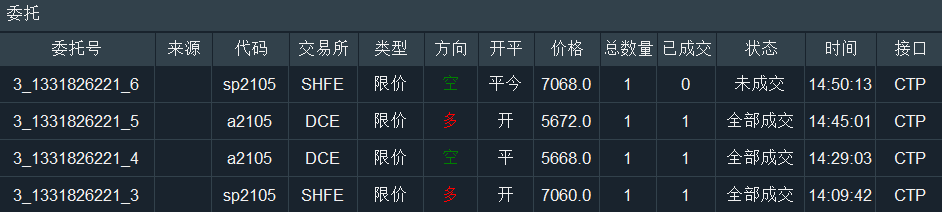 委托
委托号 来源 代码 交易所 类型 方向 开平 价格 总数量 已成交 状态 时间 接口
3_1331826221_6 sp2105 SHFE 限价 空 平今 7068.0 1 0 未成交 14:50:13 CTP
3_1331826221_5 a2105 DCE 限价 多 开 5672.0 1 1 全部成交 14:45:01 CTP
3_1331826221_4 a2105 DCE 限价 空 平 5668.0 1 1 全部成交 14:29:03 CTP
3_1331826221_3 sp2105 SHFE 限价 多 开 7060.0 1 1 全部成交 14:09:42 CTP